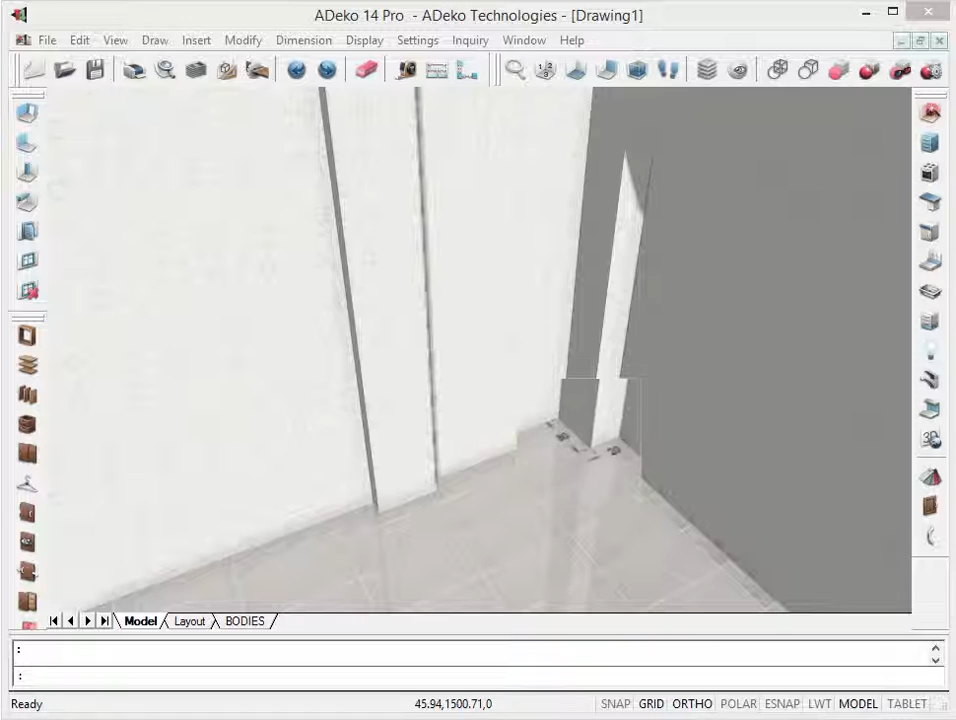 ADeko 14 Pro - ADeko Technologies - [Drawing1]
File Edit View Draw Insert Modify Dimension Display Settings Inquiry Window Help
Model Layout BODIES
:
:
Ready 45.94,1500.71,0 SNAP GRID ORTHO POLAR ESNAP LWT MODEL TABLET